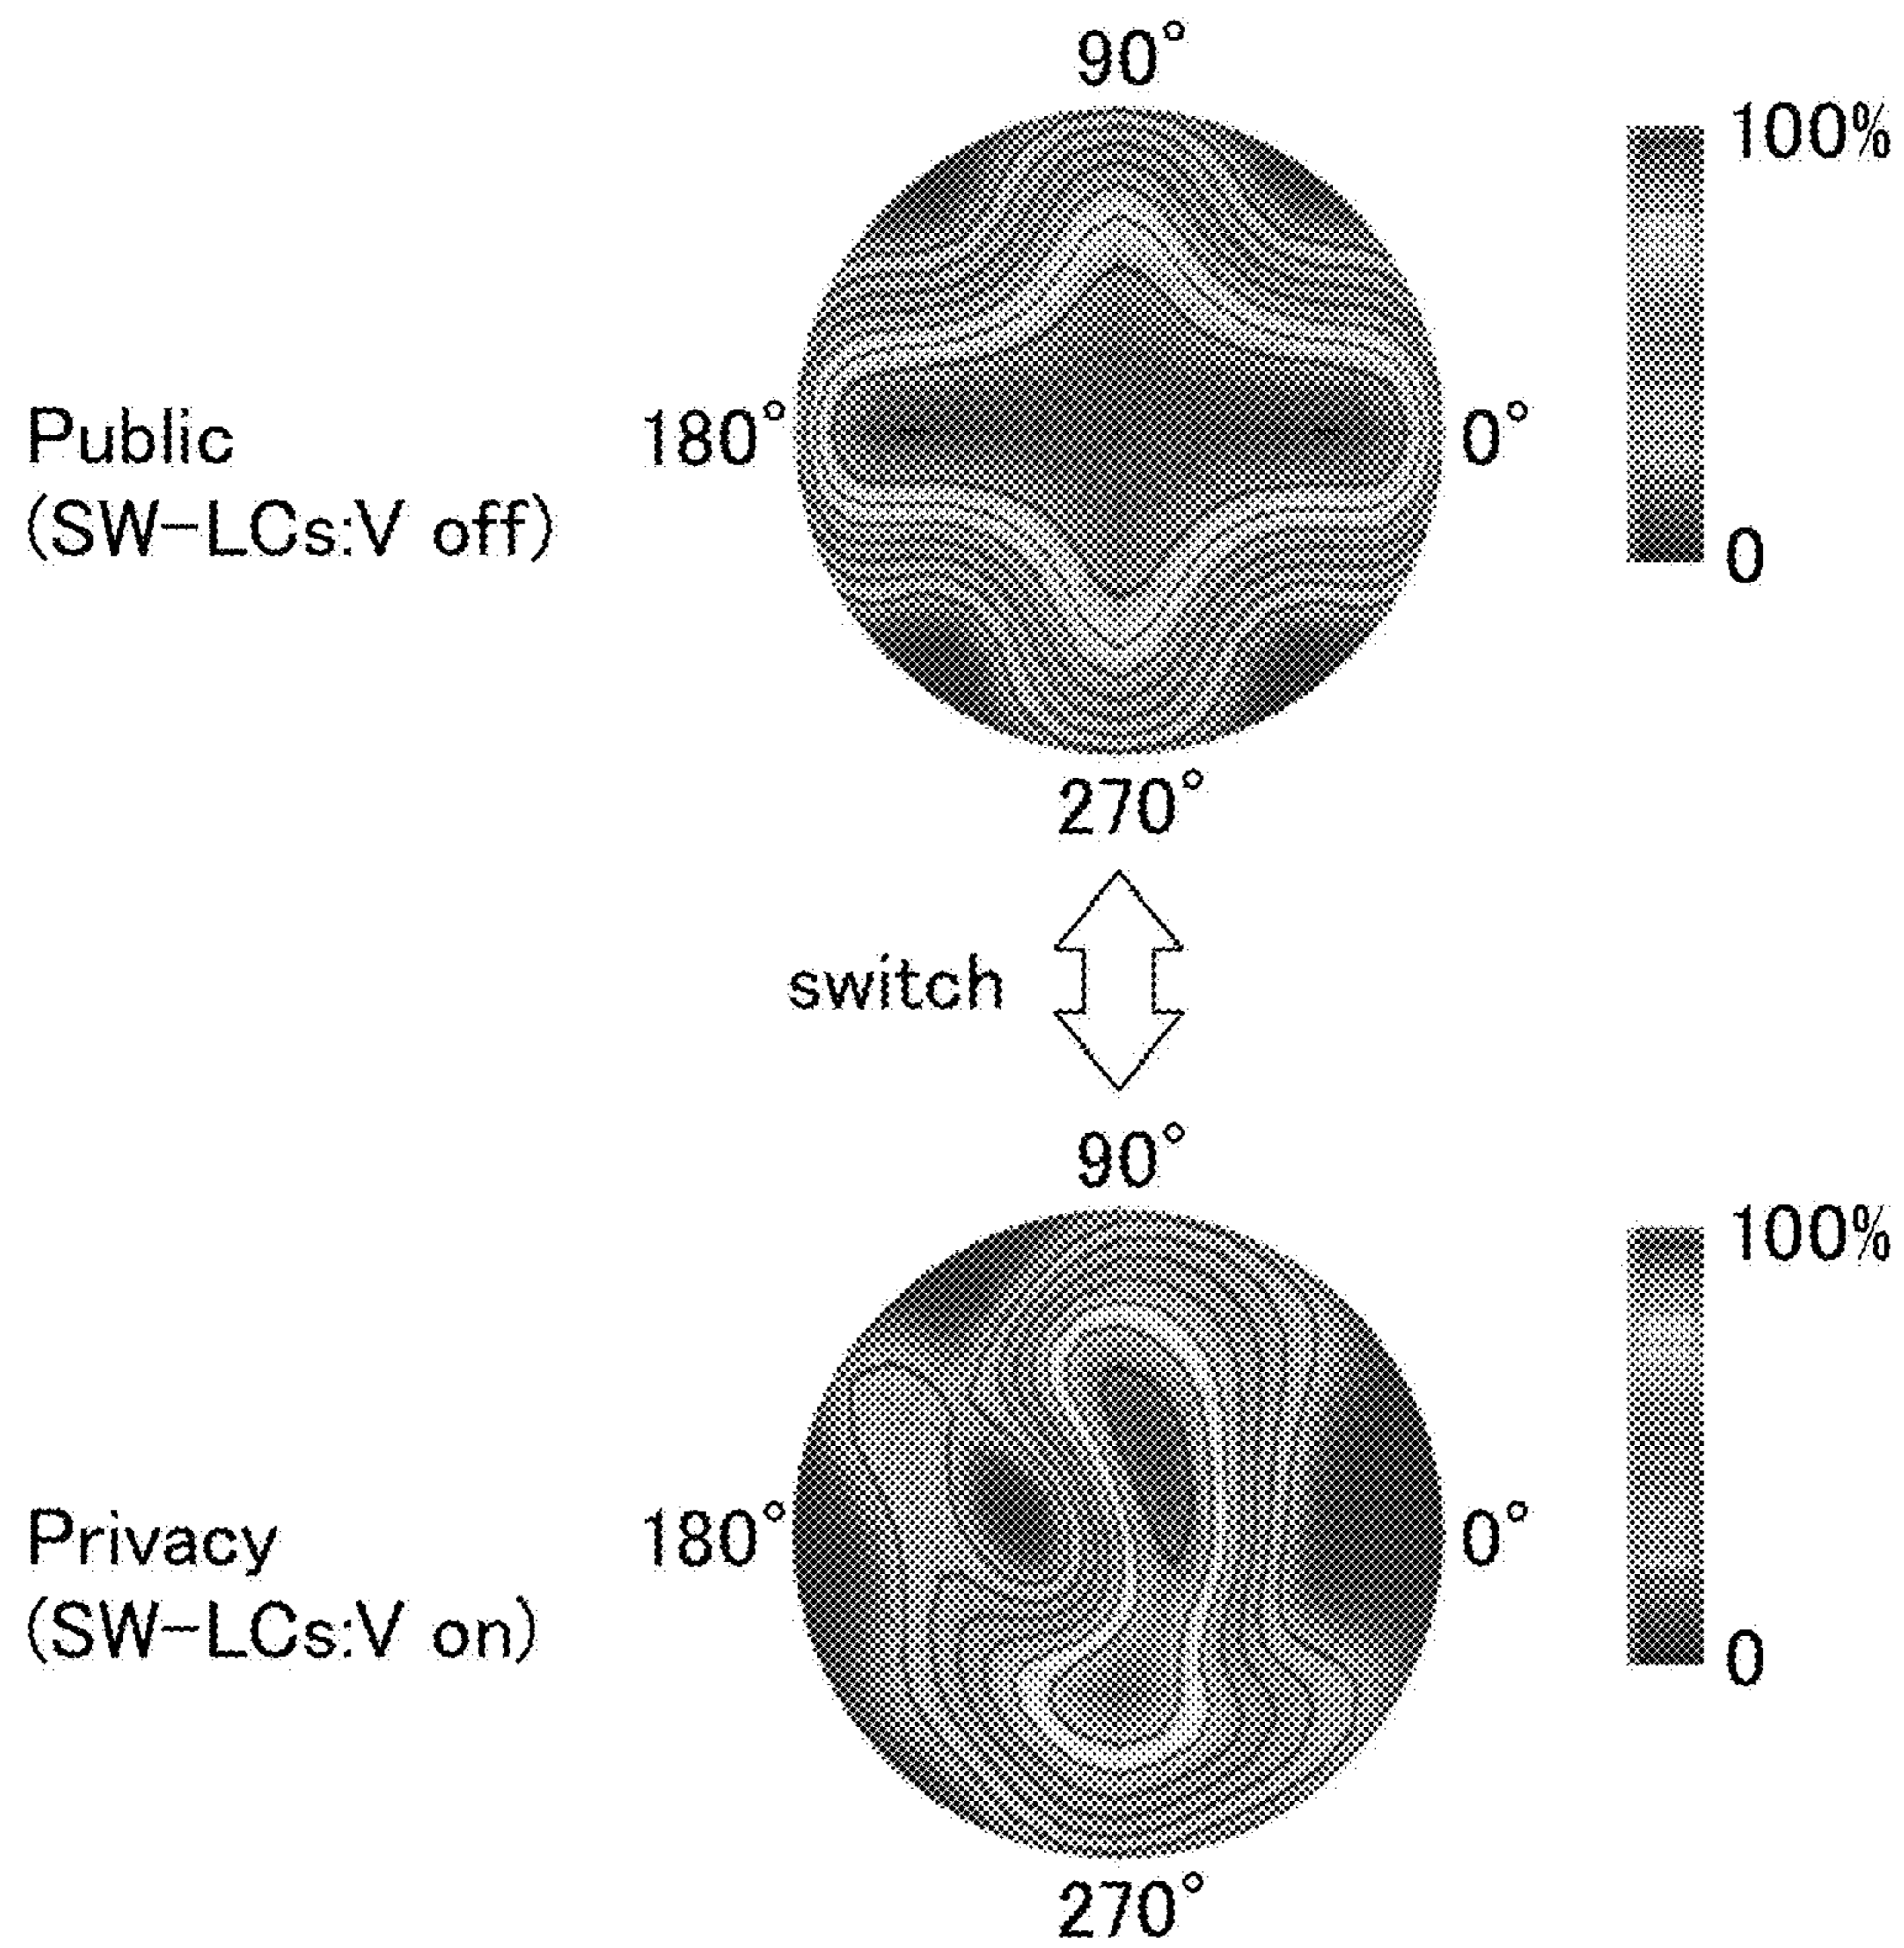 90°
100%
Public
(SW-LCs:V off)
180°
0°
0
270°
switch
90°
100%
Privacy
(SW-LCs:V on)
180°
0°
0
270°